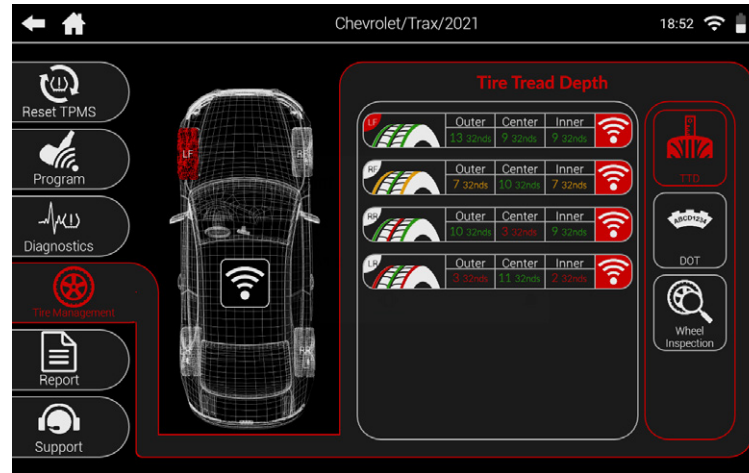 Chevrolet/Trax/2021
18:52
Reset TPMS
Program
Diagnostics
Tire Management
Report
Support
LF
RF
LR
RR
Tire Tread Depth
LF
Outer Center Inner
13 32nds 9 32nds 9 32nds
RF
Outer Center Inner
7 32nds 10 32nds 7 32nds
RR
Outer Center Inner
10 32nds 3 32nds 9 32nds
LR
Outer Center Inner
3 32nds 11 32nds 2 32nds
TTD
ABCD1234
DOT
Wheel
Inspection